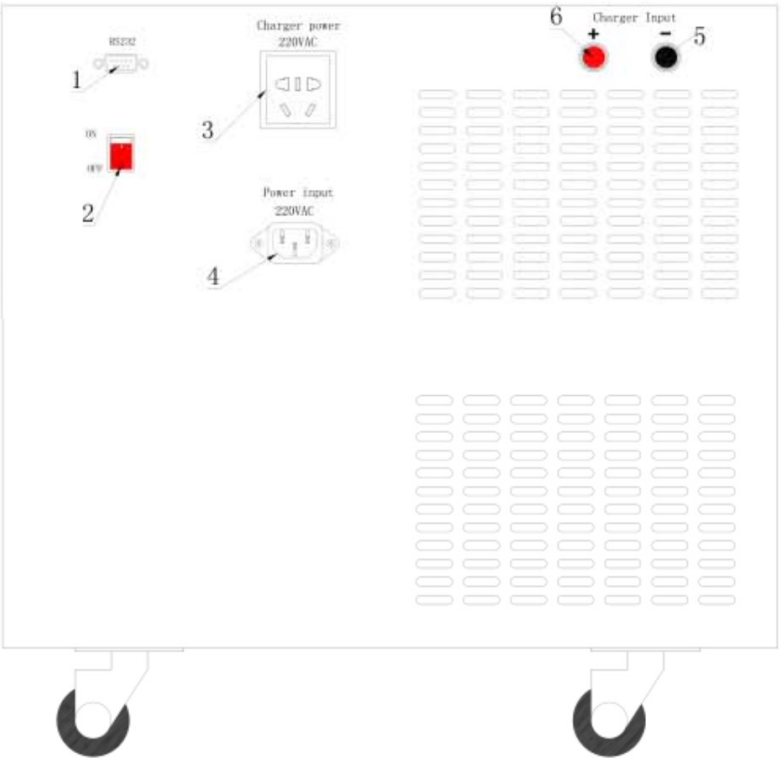 RS232
1
ON
OFF
2
Charger power
220VAC
3
Power input
220VAC
4
6 Charger Input
+ -
5